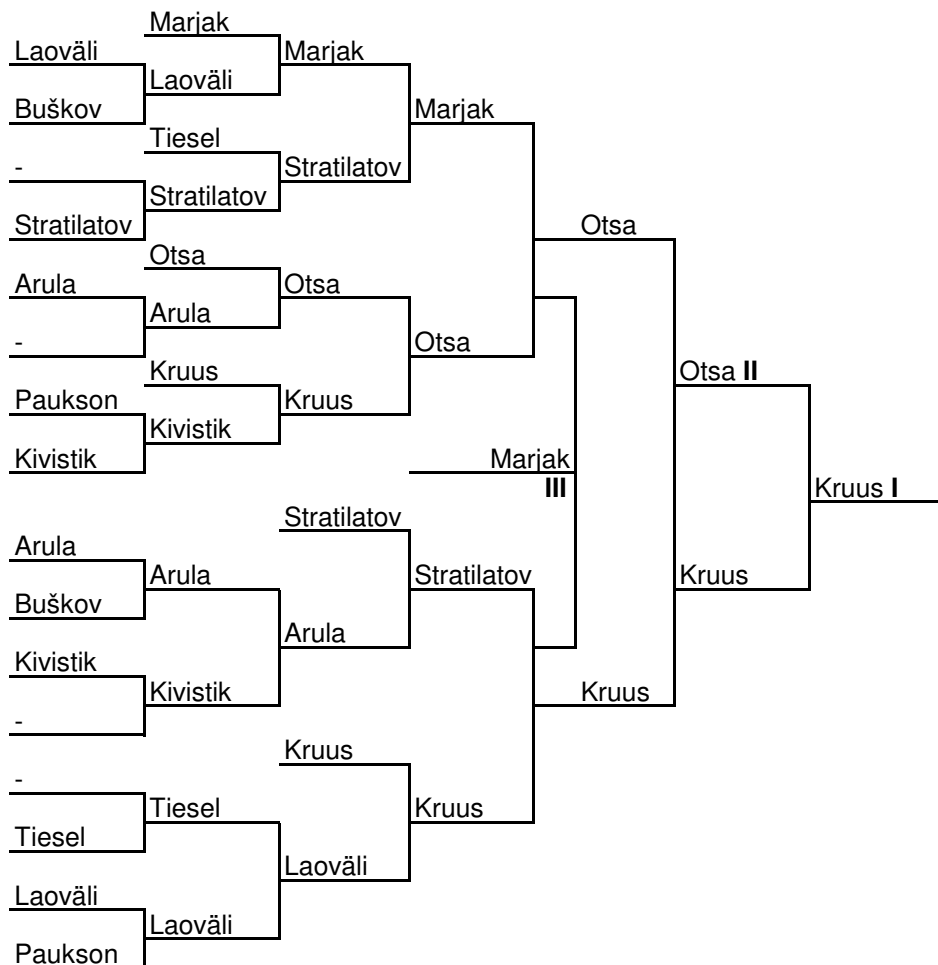 Marjak
Laoväli
Marjak
Laoväli
Buškov
Marjak
Tiesel
-
Stratilatov
Stratilatov
Stratilatov
Otsa
Otsa
Arula
Otsa
Arula
-
Otsa
Kruus
Otsa II
Paukson
Kruus
Kivistik
Kivistik
Marjak
III
Kruus I
Stratilatov
Arula
Arula
Stratilatov
Kruus
Buškov
Arula
Kivistik
Kivistik
Kruus
-
Kruus
-
Tiesel
Kruus
Tiesel
Laoväli
Laoväli
Laoväli
Paukson